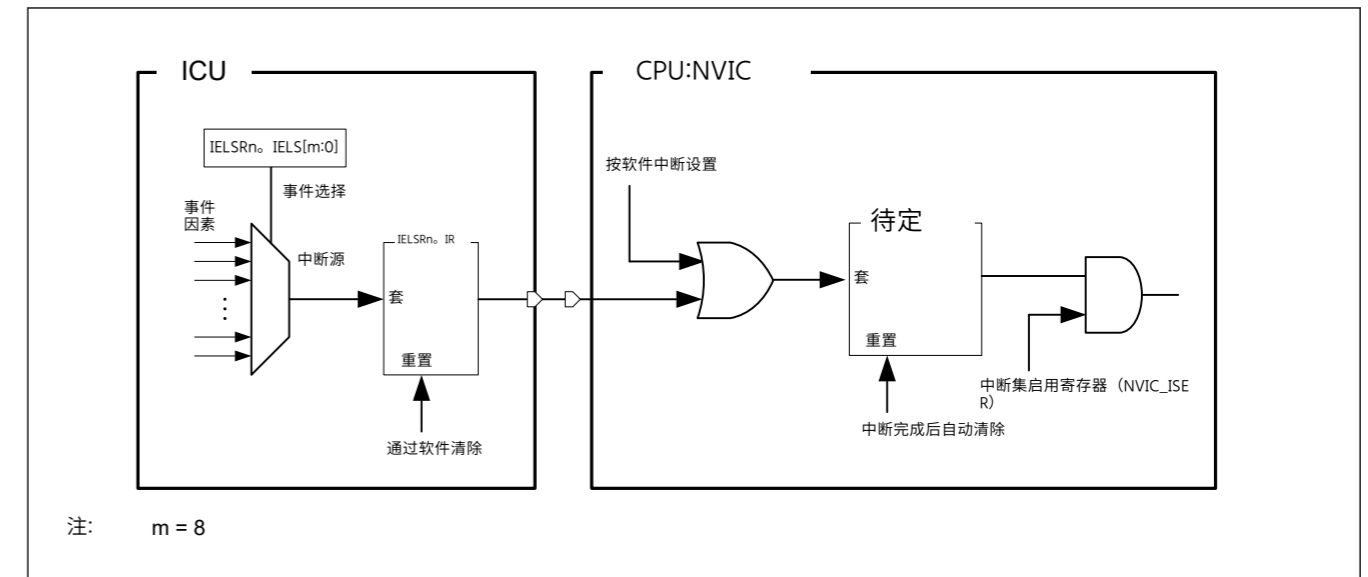 ICU
CPU:NVIC
IELSRn。IELS[m:0]
事件选择
事件
因素
中断源
IELSRn。IR
套
重置
通过软件清除
按软件中断设置
待定
套
重置
中断完成后自动清除
中断集启用寄存器（NVIC_ISE
R）
注:
m = 8